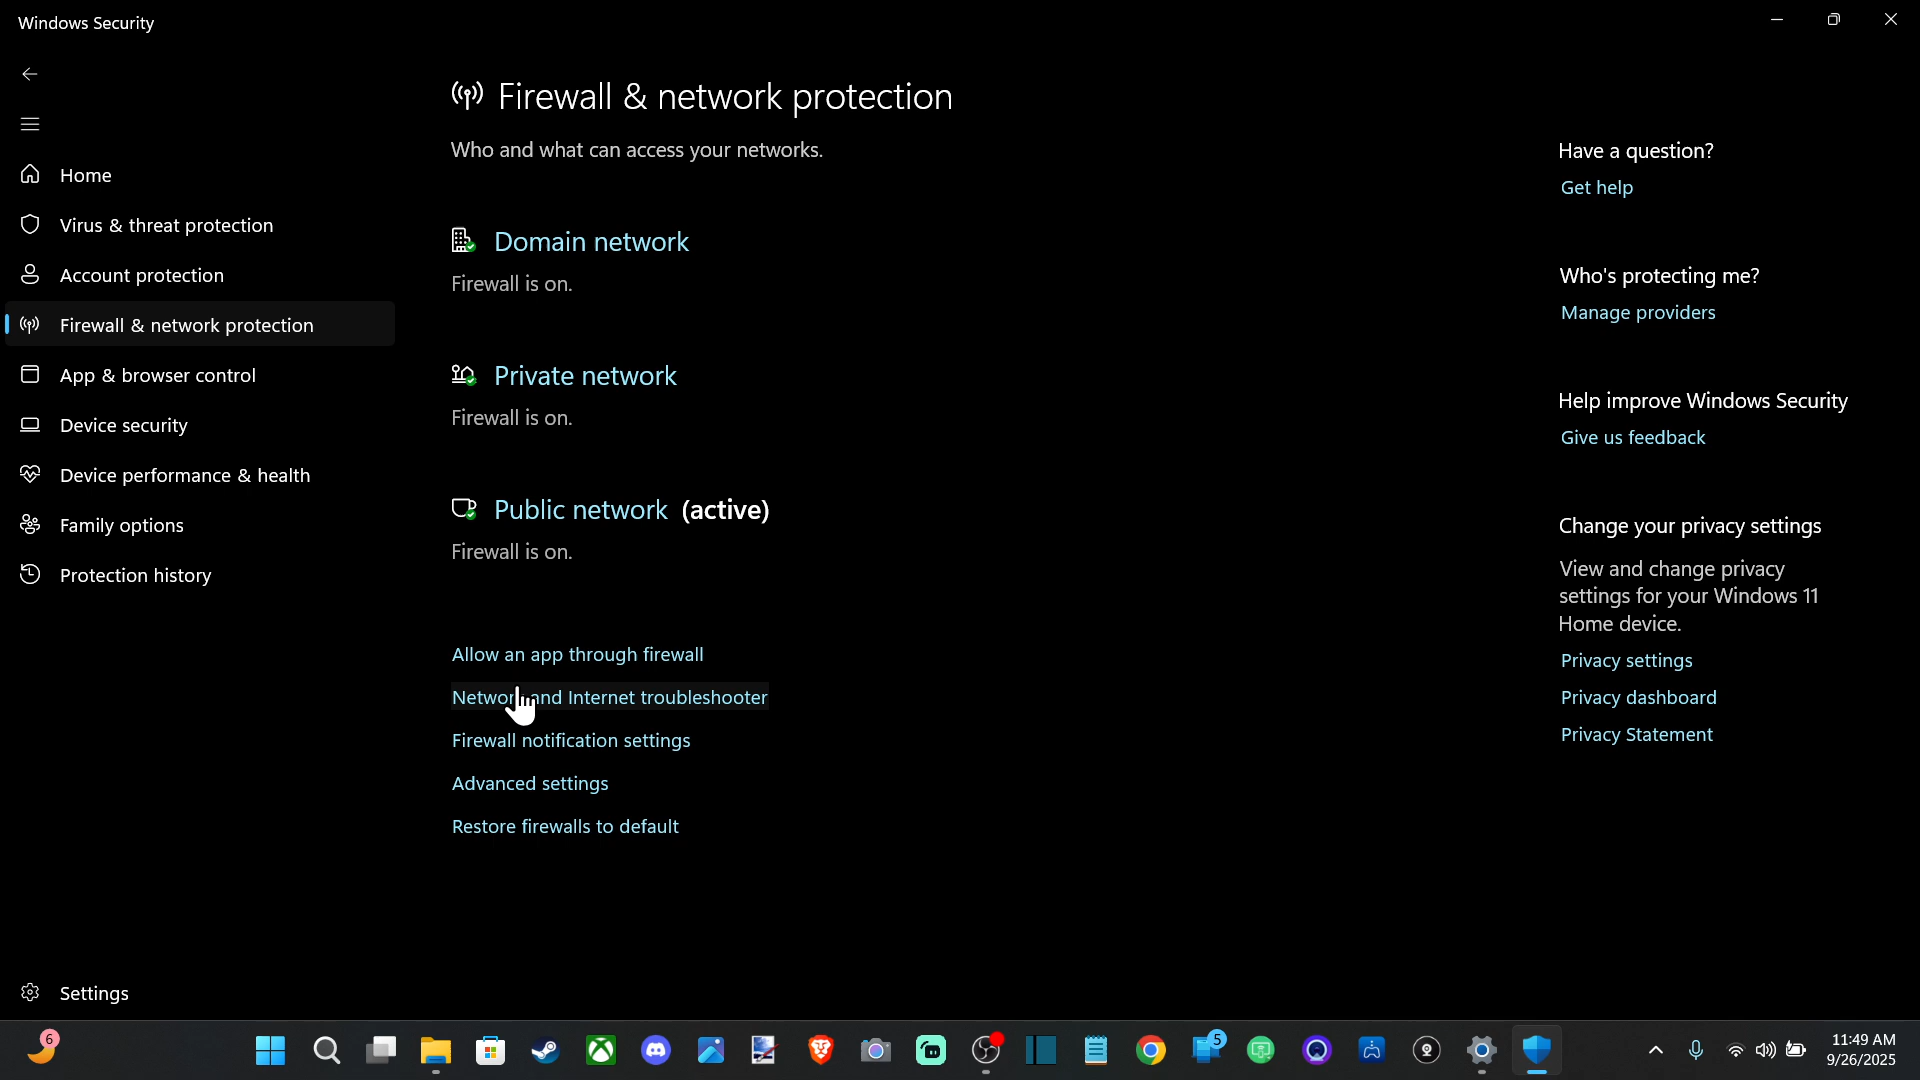 Windows Security
Home
Virus & threat protection
Account protection
Firewall & network protection
App & browser control
Device security
Device performance & health
Family options
Protection history
Settings
Firewall & network protection
Who and what can access your networks.
Domain network
Firewall is on.
Private network
Firewall is on.
Public network (active)
Firewall is on.
Allow an app through firewall
Network and Internet troubleshooter
Firewall notification settings
Advanced settings
Restore firewalls to default
Have a question?
Get help
Who's protecting me?
Manage providers
Help improve Windows Security
Give us feedback
Change your privacy settings
View and change privacy
settings for your Windows 11
Home device.
Privacy settings
Privacy dashboard
Privacy Statement
6
5
11:49 AM
9/26/2025